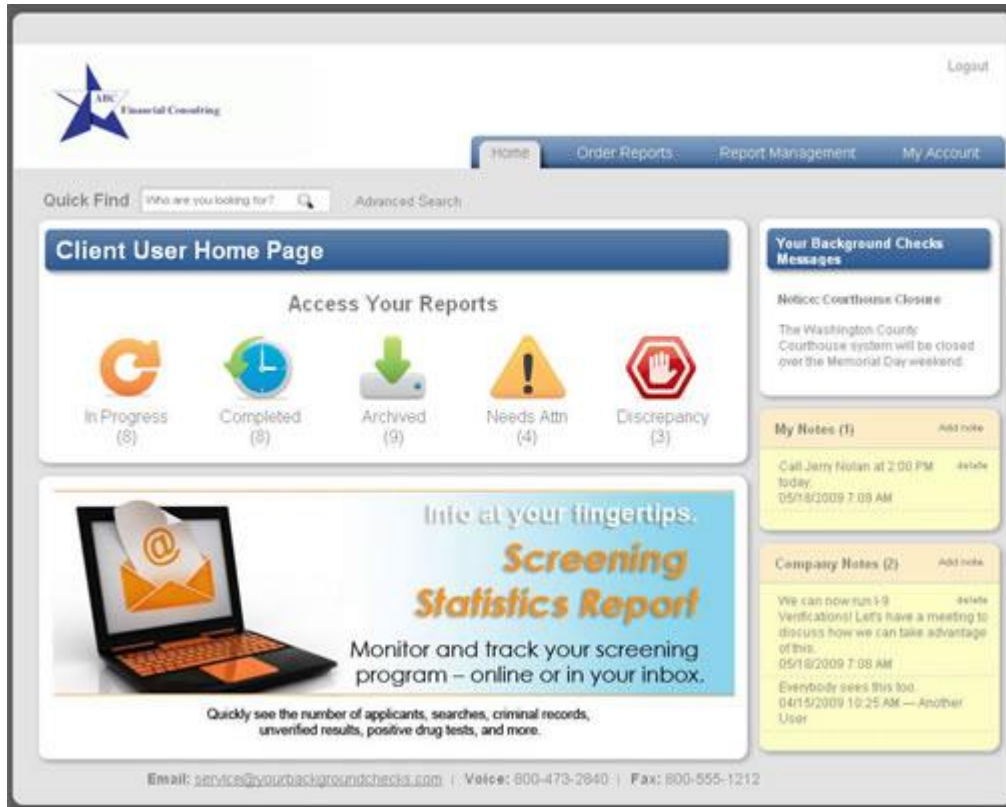 Logout
ABC
Financial Consulting
Home
Order Reports
Report Management
My Account
Quick Find
Who are you looking for?
Advanced Search
Client User Home Page
Access Your Reports
In Progress
(8)
Completed
(8)
Archived
(9)
Needs Attn
(4)
Discrepancy
(3)
Info at your fingertips.
Screening
Statistics Report
Monitor and track your screening
program – online or in your inbox.
Quickly see the number of applicants, searches, criminal records,
unverified results, positive drug tests, and more.
Your Background Checks
Messages
Notice: Courthouse Closure
The Washington County
Courthouse system will be closed
over the Memorial Day weekend.
My Notes (1)
Add note
Call Jerry Nolan at 2:00 PM
delete
today.
05/18/2009 7:09 AM
Company Notes (2)
Add note
We can now run I-9
delete
Verifications! Let's have a meeting to
discuss how we can take advantage
of this.
05/18/2009 7:08 AM
Everybody sees this too.
04/15/2009 10:25 AM — Another
User
Email: service@yourbackgroundchecks.com | Voice: 800-473-2840 | Fax: 800-555-1212